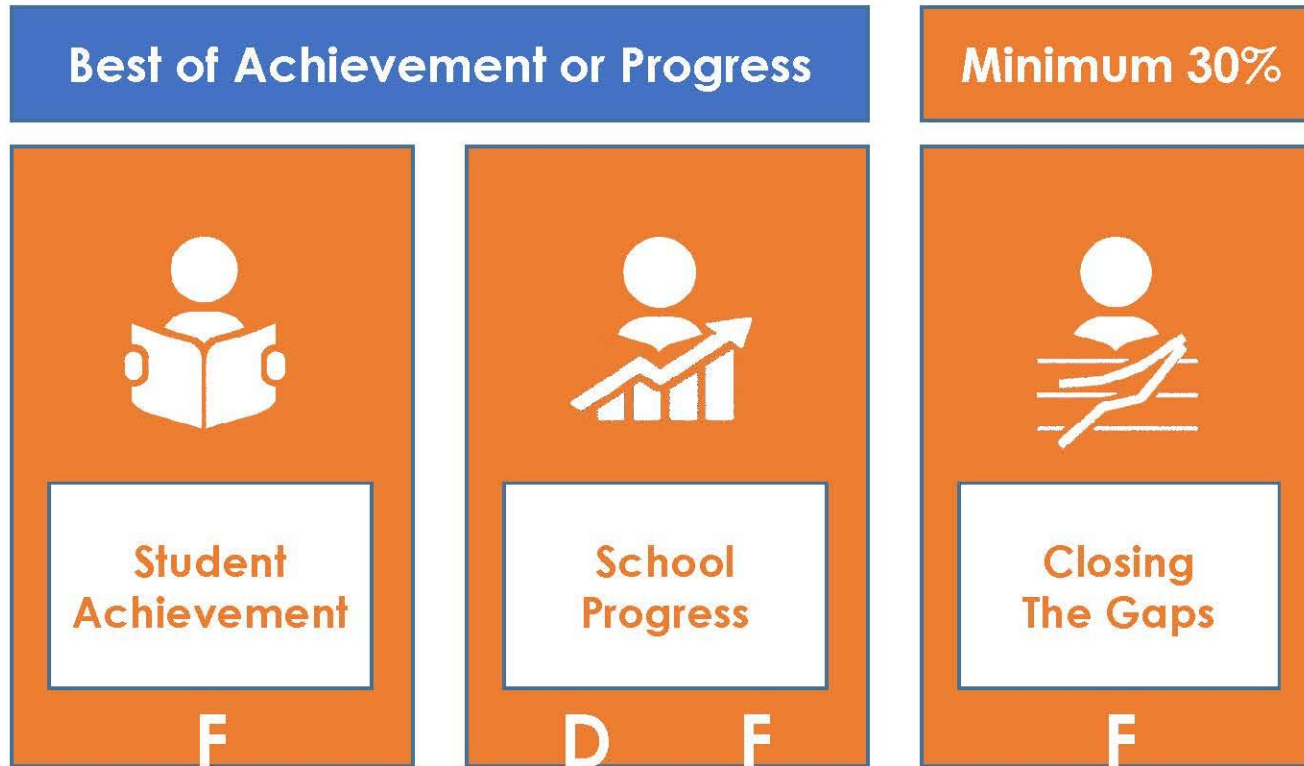 Best of Achievement or Progress
Minimum 30%
Student
Achievement
School
Progress
Closing
The Gaps
F
D F
F